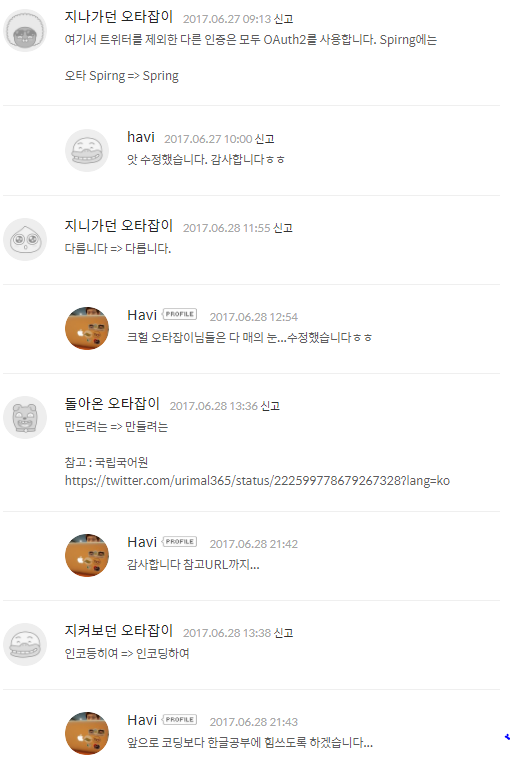 지나가던 오타잡이 2017.06.27 09:13 신고
여기서 트위터를 제외한 다른 인증은 모두 OAuth2를 사용합니다. Spirng에는
오타 Spirng => Spring
havi 2017.06.27 10:00 신고
앗 수정했습니다. 감사합니다ㅎㅎ
지니가던 오타잡이 2017.06.28 11:55 신고
다름니다 => 다릅니다.
Havi PROFILE 2017.06.28 12:54
크헐 오타잡이님들은 다 매의 눈...수정했습니다ㅎㅎ
돌아온 오타잡이 2017.06.28 13:36 신고
만드려는 => 만들려는
참고 : 국립국어원
https://twitter.com/urimal365/status/222599778679267328?lang=ko
Havi PROFILE 2017.06.28 21:42
감사합니다 참고URL까지...
지켜보던 오타잡이 2017.06.28 13:38 신고
인코등히여 => 인코딩하여
Havi PROFILE 2017.06.28 21:43
앞으로 코딩보다 한글공부에 힘쓰도록 하겠습니다...